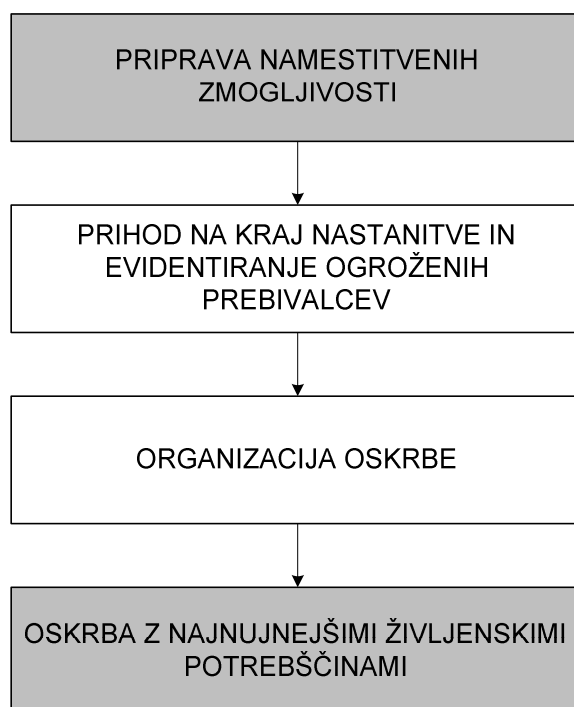 PRIPRAVA NAMESTITVENIH
ZMOGLJIVOSTI
PRIHOD NA KRAJ NASTANITVE IN
EVIDENTIRANJE OGROŽENIH
PREBIVALCEV
ORGANIZACIJA OSKRBE
OSKRBA Z NAJNUJNEJŠIMI ŽIVLJENSKIMI
POTREBŠČINAMI